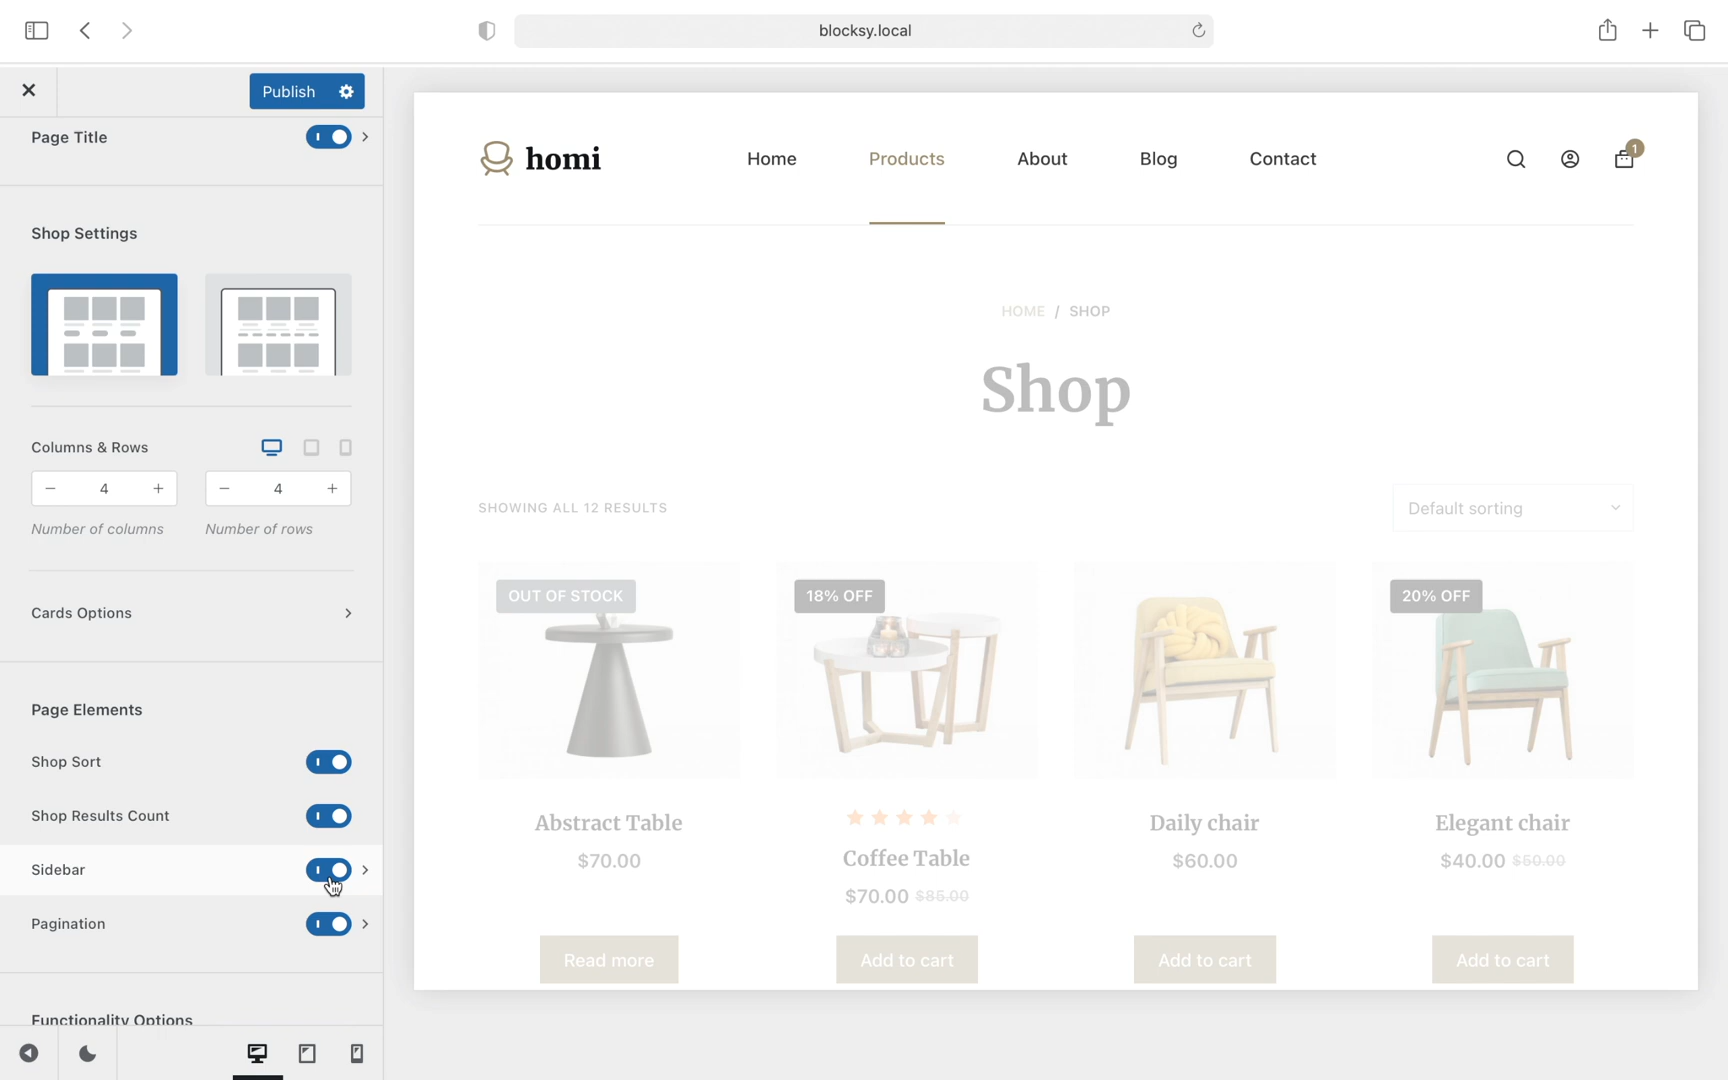 blocksy.local
Publish
Page Title
Shop Settings
Columns & Rows
4
4
Number of columns
Number of rows
Cards Options
Page Elements
Shop Sort
Shop Results Count
Sidebar
Pagination
Functionality Options
homi
Home
Products
About
Blog
Contact
1
HOME / SHOP
Shop
SHOWING ALL 12 RESULTS
Default sorting
OUT OF STOCK
18% OFF
20% OFF
Abstract Table
$70.00
Read more
Coffee Table
$70.00 $85.00
Add to cart
Daily chair
$60.00
Add to cart
Elegant chair
$40.00 $50.00
Add to cart